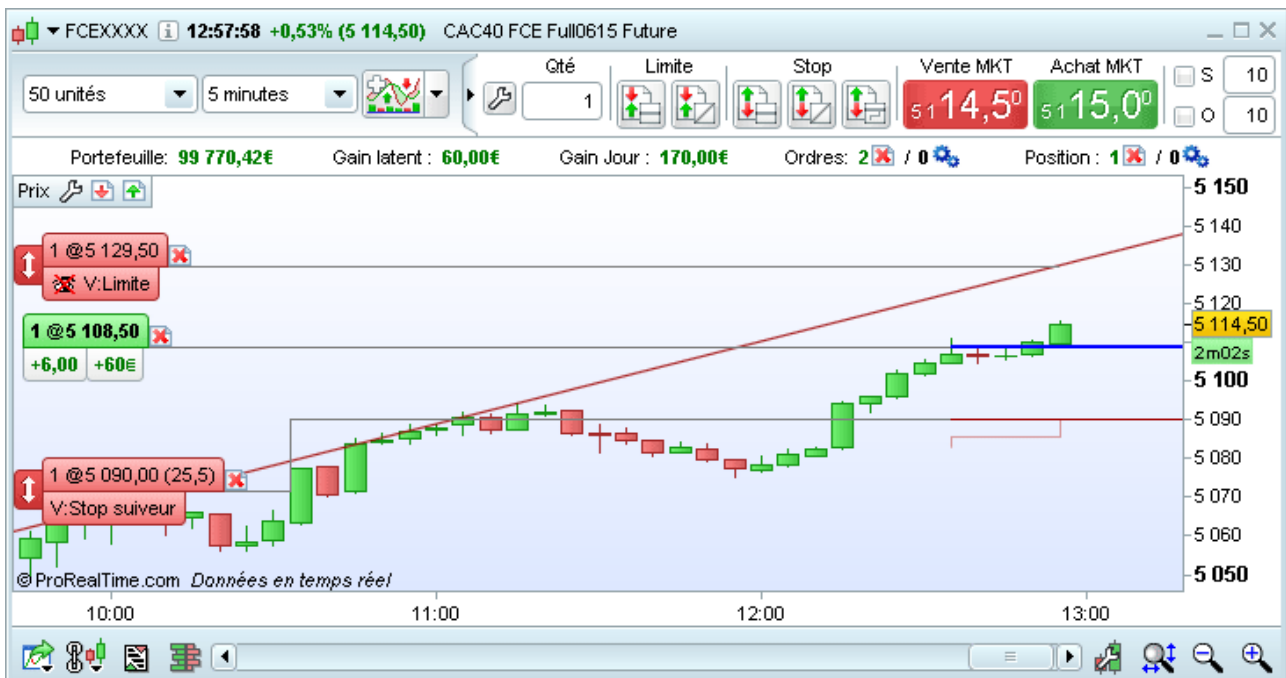 FCEXXXX 12:57:58 +0,53% (5 114,50) CAC40 FCE Full0615 Future
Qté Limite Stop Vente MKT Achat MKT
50 unités 5 minutes 1 5114,5⁰ 5115,0⁰ S 10
O 10
Portefeuille: 99 770,42€ Gain latent : 60,00€ Gain Jour : 170,00€ Ordres: 2 / 0 Position : 1 / 0
Prix
5 150
5 140
1 @5 129,50
V:Limite
5 130
5 120
1 @5 108,50
+6,00 +60€
5 114,50
2m02s
5 100
5 090
5 080
1 @5 090,00 (25,5)
V:Stop suiveur
5 070
5 060
5 050
© ProRealTime.com Données en temps réel
10:00 11:00 12:00 13:00